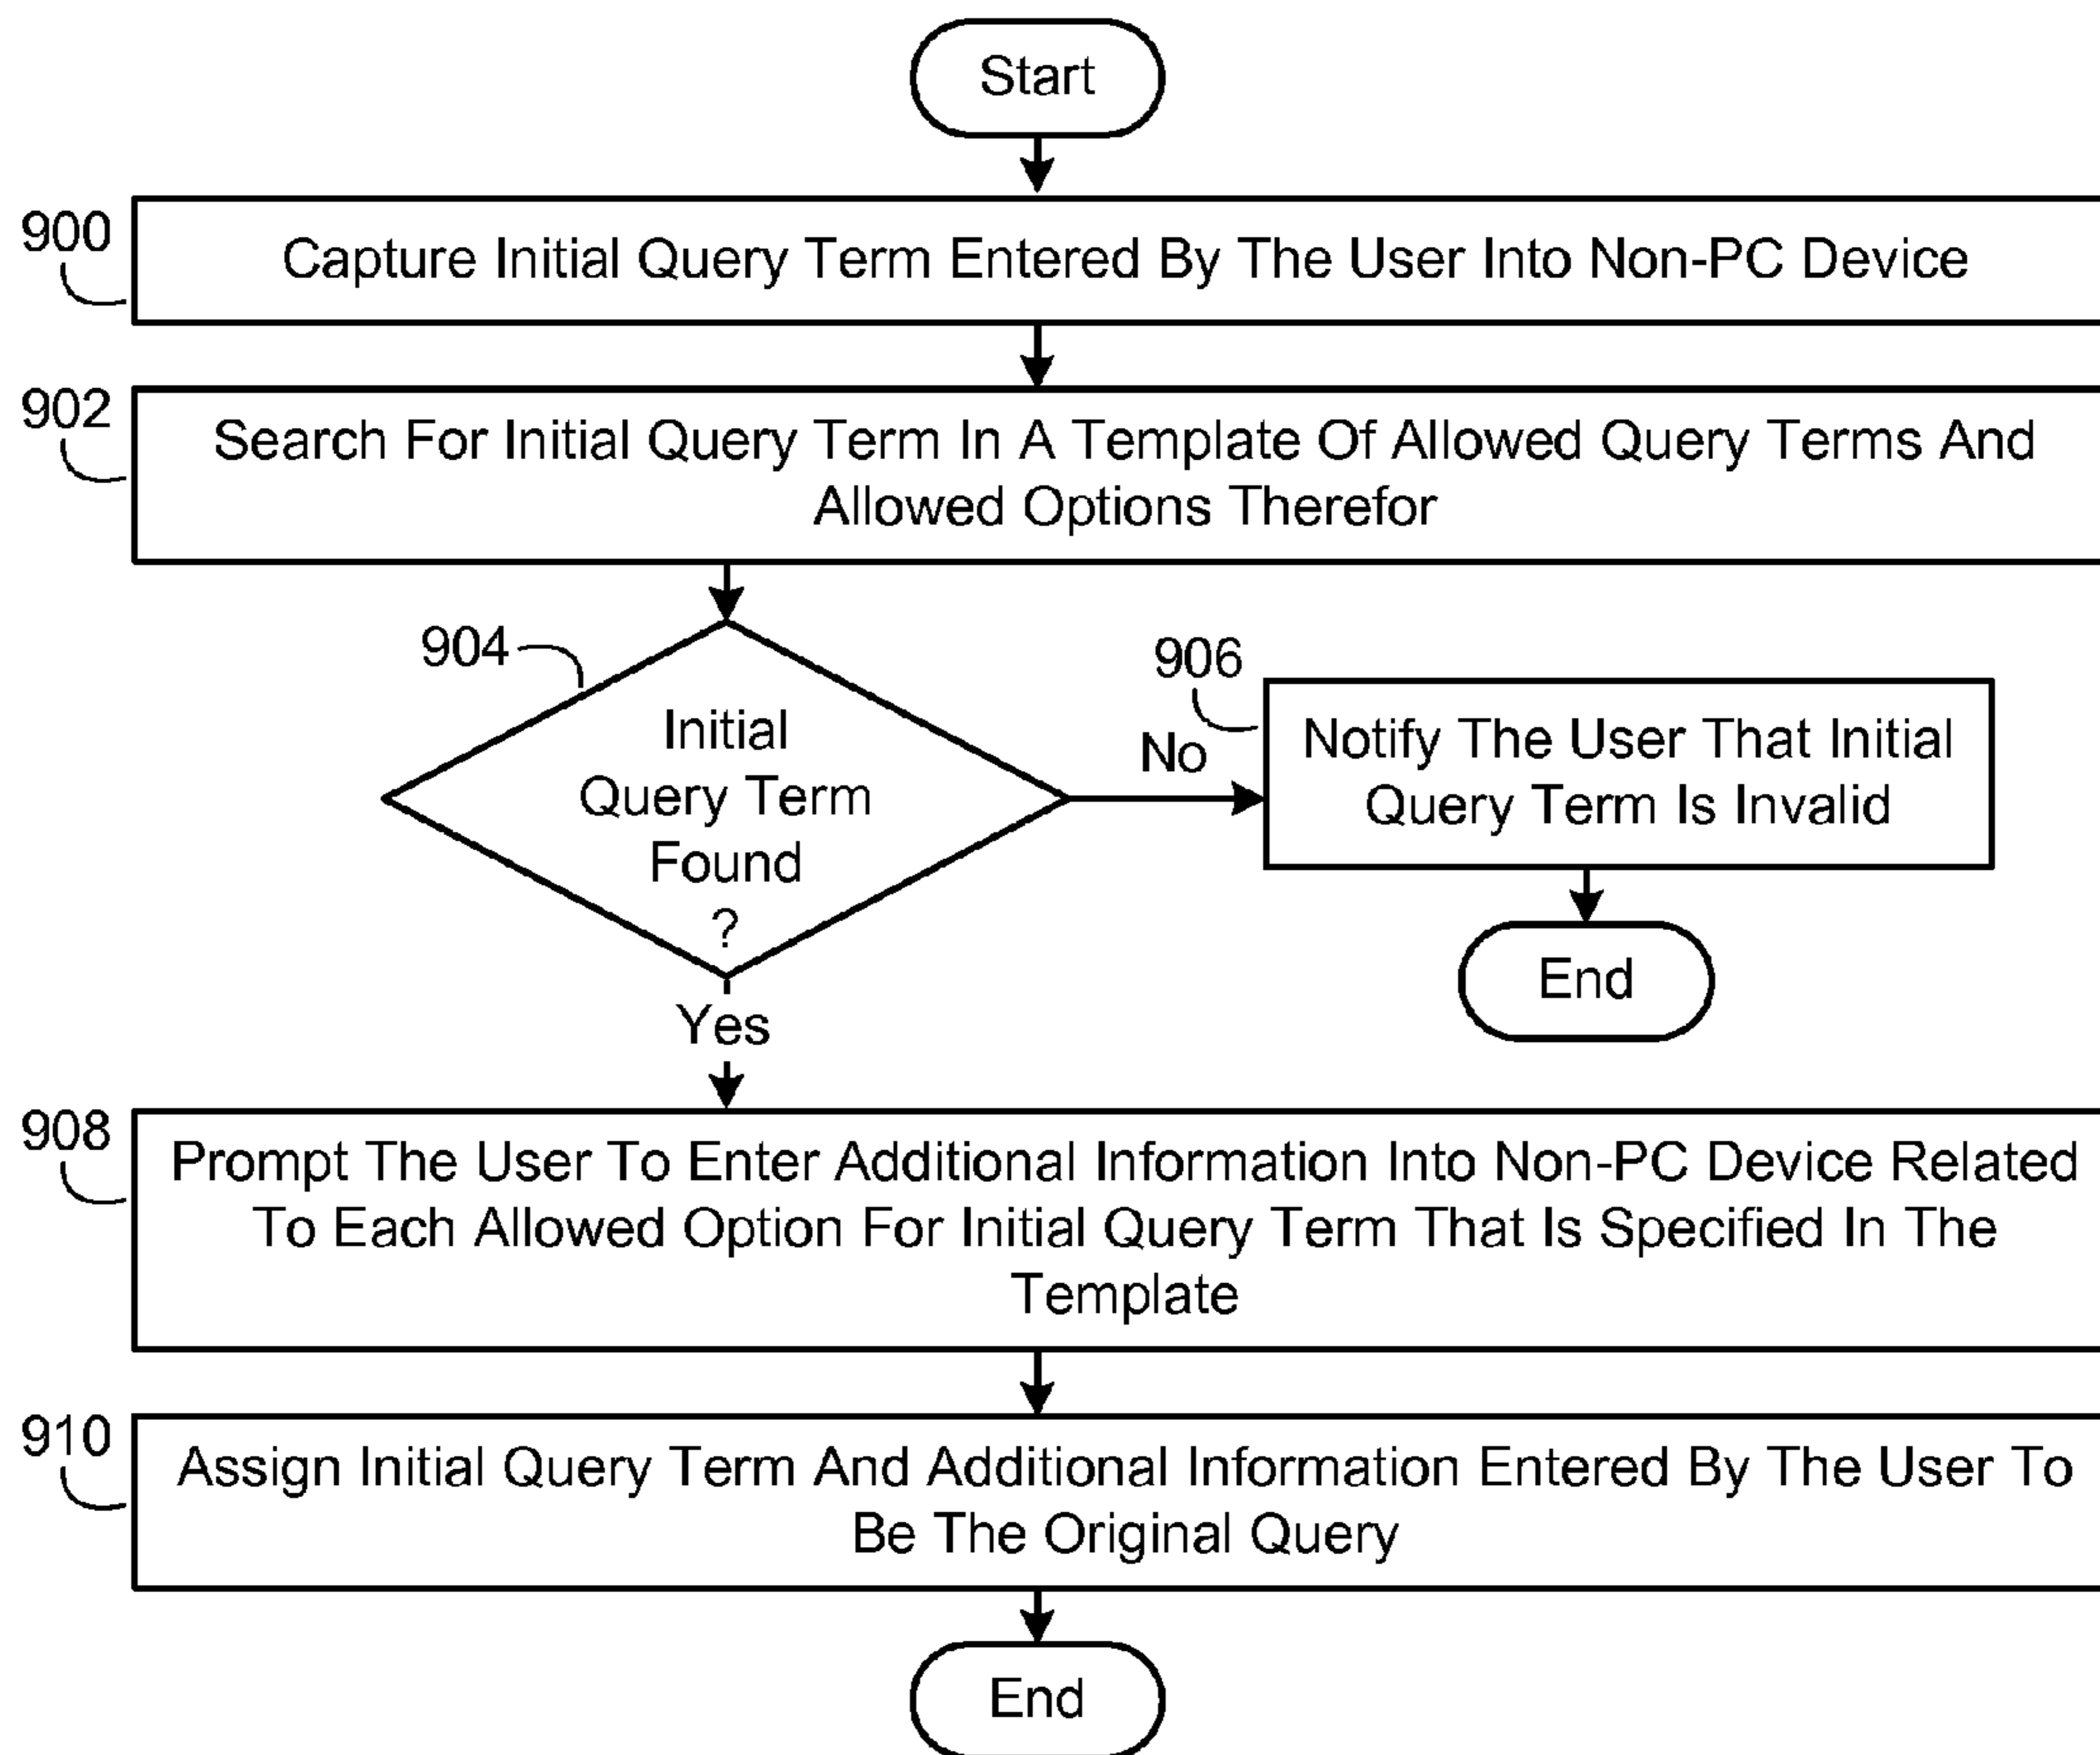 Start
900
Capture Initial Query Term Entered By The User Into Non-PC Device
902
Search For Initial Query Term In A Template Of Allowed Query Terms And
Allowed Options Therefor
904
Initial
Query Term
Found
?
No
906
Notify The User That Initial
Query Term Is Invalid
End
Yes
908
Prompt The User To Enter Additional Information Into Non-PC Device Related
To Each Allowed Option For Initial Query Term That Is Specified In The
Template
910
Assign Initial Query Term And Additional Information Entered By The User To
Be The Original Query
End